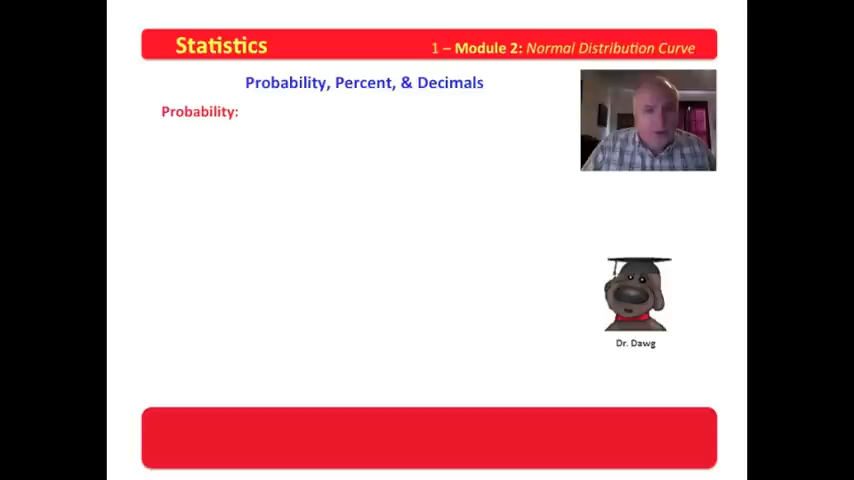 Statistics
1 – Module 2: Normal Distribution Curve
Probability, Percent, & Decimals
Probability:
Dr. Dawg